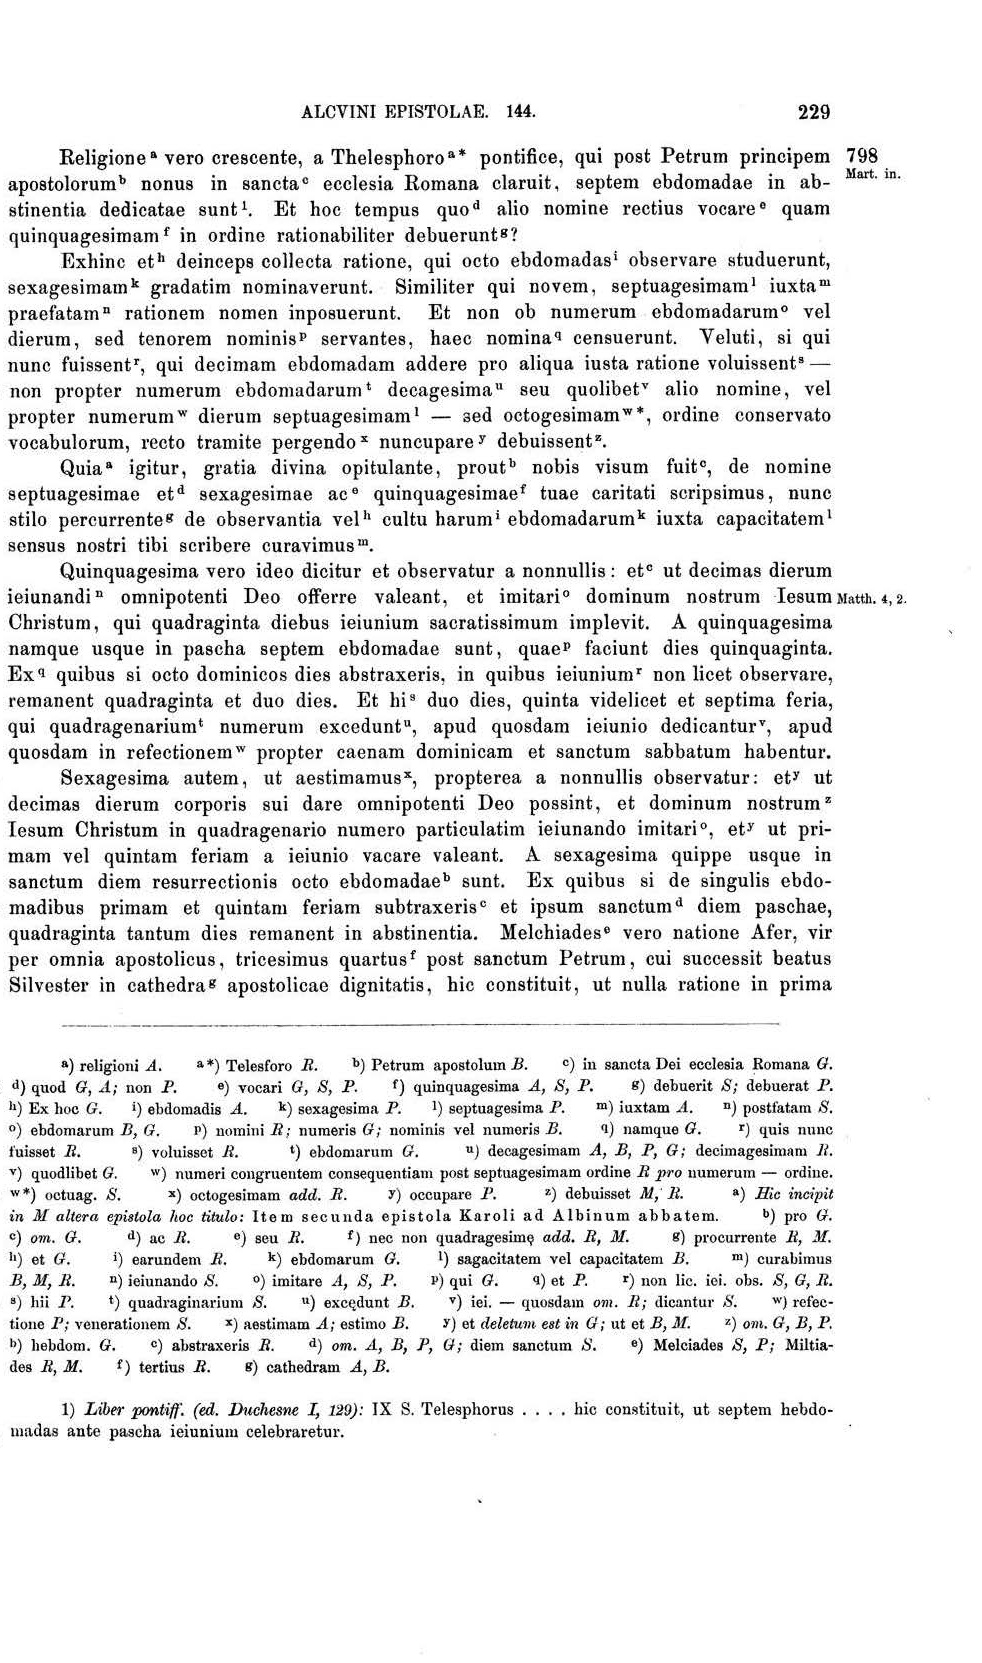 ALCVINI EPISTOLAE. 144. 229
Religione ᵃ vero crescente, a Thelesphoro ᵃ* pontifice, qui post Petrum principem 798
apostolorum ᵇ nonus in sancta ᶜ ecclesia Romana claruit, septem ebdomadae in ab- Mart. in.
stinentia dedicatae sunt ¹. Et hoc tempus quo ᵈ alio nomine rectius vocare ᵉ quam
quinquagesimam ᶠ in ordine rationabiliter debuerunt ᵍ?
Exhinc et ʰ deinceps collecta ratione, qui octo ebdomadas ⁱ observare studuerunt,
sexagesimam ᵏ gradatim nominaverunt. Similiter qui novem, septuagesimam ˡ iuxta ᵐ
praefatam ⁿ rationem nomen inposuerunt. Et non ob numerum ebdomadarum ᵒ vel
dierum, sed tenorem nominis ᵖ servantes, haec nomina q censuerunt. Veluti, si qui
nunc fuissent ʳ, qui decimam ebdomadam addere pro aliqua iusta ratione voluissent ˢ —
non propter numerum ebdomadarum ᵗ decagesima ᵘ seu quolibet ᵛ alio nomine, vel
propter numerum ʷ dierum septuagesimam ˡ — sed octogesimam ʷ*, ordine conservato
vocabulorum, recto tramite pergendo ˣ nuncupare ʸ debuissent ᶻ.
Quia ᵃ igitur, gratia divina opitulante, prout ᵇ nobis visum fuit ᶜ, de nomine
septuagesimae et ᵈ sexagesimae ac ᵉ quinquagesimae ᶠ tuae caritati scripsimus, nunc
stilo percurrente ᵍ de observantia vel ʰ cultu harum ⁱ ebdomadarum ᵏ iuxta capacitatem ˡ
sensus nostri tibi scribere curavimus ᵐ.
Quinquagesima vero ideo dicitur et observatur a nonnullis: et ᶜ ut decimas dierum
ieiunandi ⁿ omnipotenti Deo offerre valeant, et imitari ᵒ dominum nostrum Iesum Matth. 4, 2.
Christum, qui quadraginta diebus ieiunium sacratissimum implevit. A quinquagesima
namque usque in pascha septem ebdomadae sunt, quae ᵖ faciunt dies quinquaginta.
Ex q quibus si octo dominicos dies abstraxeris, in quibus ieiunium ʳ non licet observare,
remanent quadraginta et duo dies. Et hi ˢ duo dies, quinta videlicet et septima feria,
qui quadragenarium ᵗ numerum excedunt ᵘ, apud quosdam ieiunio dedicantur ᵛ, apud
quosdam in refectionem ʷ propter caenam dominicam et sanctum sabbatum habentur.
Sexagesima autem, ut aestimamus ˣ, propterea a nonnullis observatur: et ʸ ut
decimas dierum corporis sui dare omnipotenti Deo possint, et dominum nostrum ᶻ
Iesum Christum in quadragenario numero particulatim ieiunando imitari ᵒ, et ʸ ut pri-
mam vel quintam feriam a ieiunio vacare valeant. A sexagesima quippe usque in
sanctum diem resurrectionis octo ebdomadae ᵇ sunt. Ex quibus si de singulis ebdo-
madibus primam et quintam feriam subtraxeris ᶜ et ipsum sanctum ᵈ diem paschae,
quadraginta tantum dies remanent in abstinentia. Melchiades ᵉ vero natione Afer, vir
per omnia apostolicus, tricesimus quartus ᶠ post sanctum Petrum, cui successit beatus
Silvester in cathedra ᵍ apostolicae dignitatis, hic constituit, ut nulla ratione in prima
a) religioni A. a*) Telesforo R. b) Petrum apostolum B. c) in sancta Dei ecclesia Romana G.
d) quod G, A; non P. e) vocari G, S, P. f) quinquagesima A, S, P. g) debuerit S; debuerat P.
h) Ex hoc G. i) ebdomadis A. k) sexagesima P. l) septuagesima P. m) iuxtam A. n) postfatam S.
o) ebdomarum B, G. p) nomini R; numeris G; nominis vel numeris B. q) namque G. r) quis nunc
fuisset R. s) voluisset R. t) ebdomarum G. u) decagesimam A, B, P, G; decimagesimam R.
v) quodlibet G. w) numeri congruentem consequentiam post septuagesimam ordine R pro numerum — ordine.
w*) octuag. S. x) octogesimam add. R. y) occupare P. z) debuisset M, R. a) Hic incipit
in M altera epistola hoc titulo: Item secunda epistola Karoli ad Albinum abbatem. b) pro G.
c) om. G. d) ac R. e) seu R. f) nec non quadragesimę add. R, M. g) procurrente R, M.
h) et G. i) earundem R. k) ebdomarum G. l) sagacitatem vel capacitatem B. m) curabimus
B, M, R. n) ieiunando S. o) imitare A, S, P. p) qui G. q) et P. r) non lic. iei. obs. S, G, R.
s) hii P. t) quadraginarium S. u) excędunt B. v) iei. — quosdam om. R; dicantur S. w) refec-
tione P; venerationem S. x) aestimam A; estimo B. y) et deletum est in G; ut et B, M. z) om. G, B, P.
b) hebdom. G. c) abstraxeris R. d) om. A, B, P, G; diem sanctum S. e) Melciades S, P; Miltia-
des R, M. f) tertius R. g) cathedram A, B.
1) Liber pontiff. (ed. Duchesne I, 129): IX S. Telesphorus . . . . hic constituit, ut septem hebdo-
madas ante pascha ieiunium celebraretur.